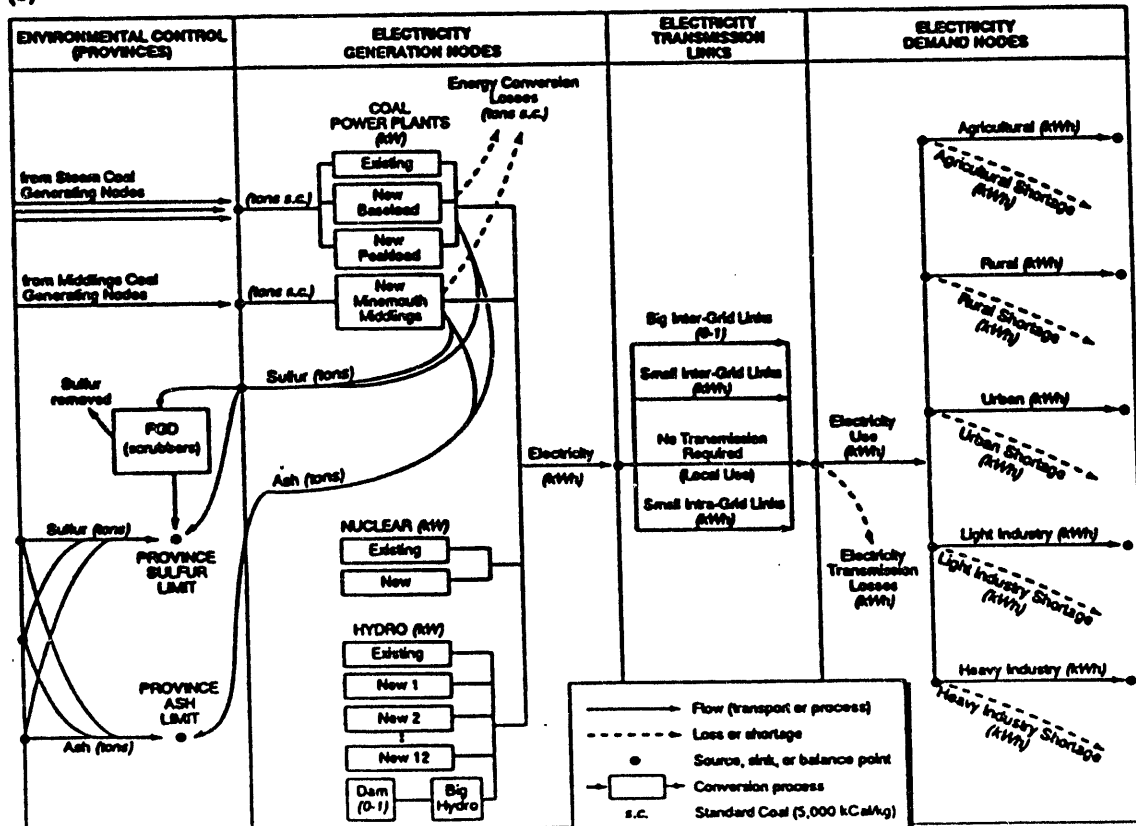 ENVIRONMENTAL CONTROL
(PROVINCES)
ELECTRICITY
GENERATION NODES
ELECTRICITY
TRANSMISSION
LINKS
ELECTRICITY
DEMAND NODES
from Steam Coal
Generating Nodes
from Middlings Coal
Generating Nodes
Sulfur
removed
FGD
(scrubbers)
Sulfur (tons)
PROVINCE
SULFUR
LIMIT
PROVINCE
ASH
LIMIT
Ash (tons)
Energy Conversion
Losses
(tons s.c.)
COAL
POWER PLANTS
(kW)
(tons s.c.)
Existing
New
Baseload
New
Peakload
(tons s.c.)
New
Minemouth
Middlings
Sulfur (tons)
Ash (tons)
NUCLEAR (kW)
Existing
New
HYDRO (kW)
Existing
New 1
New 2
New 12
Dam
(0-1)
Big
Hydro
Electricity
(kWh)
Big Inter-Grid Links
(0-1)
Small Inter-Grid Links
(kWh)
No Transmission
Required
(Local Use)
Small Intra-Grid Links
(kWh)
Electricity
Use
(kWh)
Electricity
Transmission
Losses
(kWh)
Agricultural (kWh)
Agricultural Shortage
(kWh)
Rural (kWh)
Rural Shortage
(kWh)
Urban (kWh)
Urban Shortage
(kWh)
Light Industry (kWh)
Light Industry Shortage
(kWh)
Heavy Industry (kWh)
Heavy Industry Shortage
(kWh)
Flow (transport or process)
Loss or shortage
Source, sink, or balance point
Conversion process
s.c.
Standard Coal (5,000 kCal/kg)